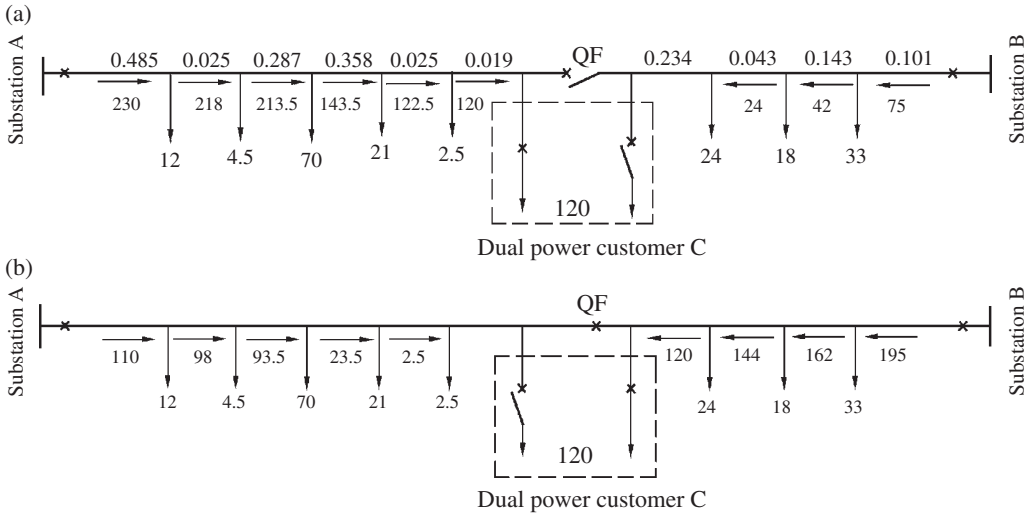 (a)
Substation A
0.485 0.025 0.287 0.358 0.025 0.019 QF 0.234 0.043 0.143 0.101
Substation B
230 218 213.5 143.5 122.5 120 24 42 75
12 4.5 70 21 2.5 24 18 33
120
Dual power customer C
(b)
Substation A
QF
Substation B
110 98 93.5 23.5 2.5 120 144 162 195
12 4.5 70 21 2.5 24 18 33
120
Dual power customer C